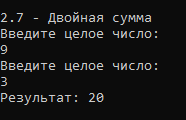 2.7 - Двойная сумма
Введите целое число:
9
Введите целое число:
3
Результат: 20